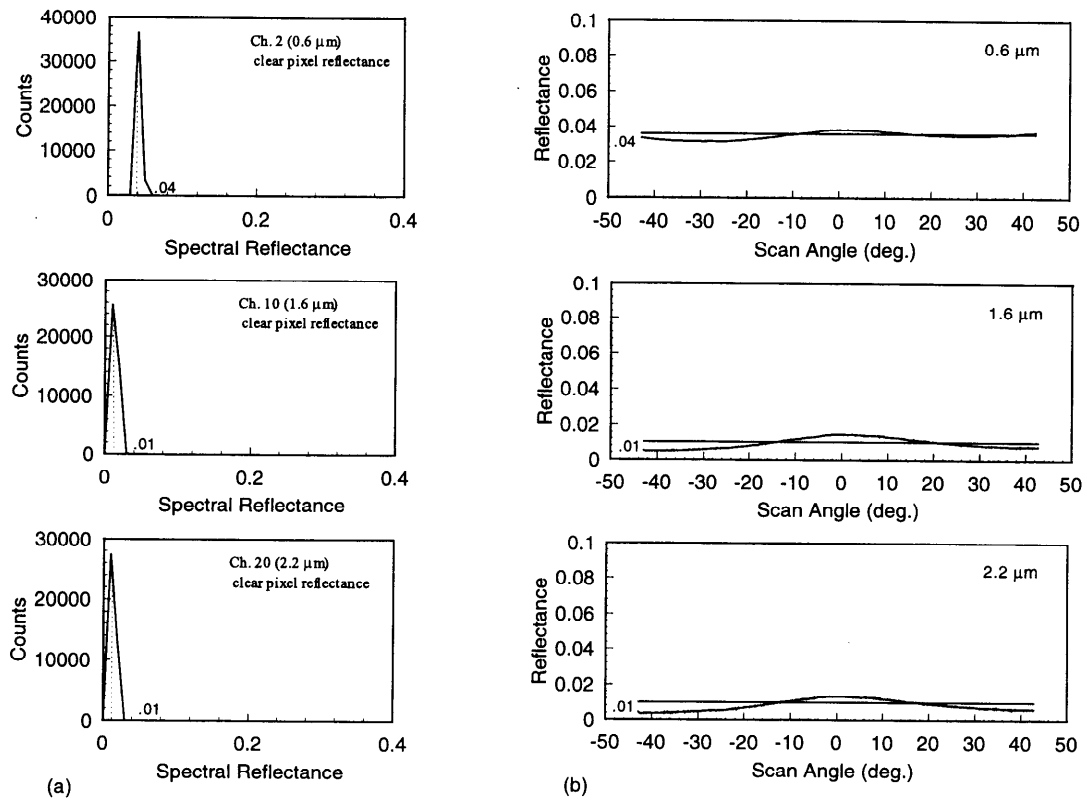 40000
30000
20000
10000
0
Counts
Ch. 2 (0.6 µm)
clear pixel reflectance
.04
0 0.2 0.4
Spectral Reflectance
30000
20000
10000
0
Counts
Ch. 10 (1.6 µm)
clear pixel reflectance
.01
0 0.2 0.4
Spectral Reflectance
30000
20000
10000
0
Counts
Ch. 20 (2.2 µm)
clear pixel reflectance
.01
0 0.2 0.4
Spectral Reflectance
(a)
0.1
0.08
0.06
0.04
0.02
0
Reflectance
0.6 µm
.04
-50 -40 -30 -20 -10 0 10 20 30 40 50
Scan Angle (deg.)
0.1
0.08
0.06
0.04
0.02
0
Reflectance
1.6 µm
.01
-50 -40 -30 -20 -10 0 10 20 30 40 50
Scan Angle (deg.)
0.1
0.08
0.06
0.04
0.02
0
Reflectance
2.2 µm
.01
-50 -40 -30 -20 -10 0 10 20 30 40 50
Scan Angle (deg.)
(b)